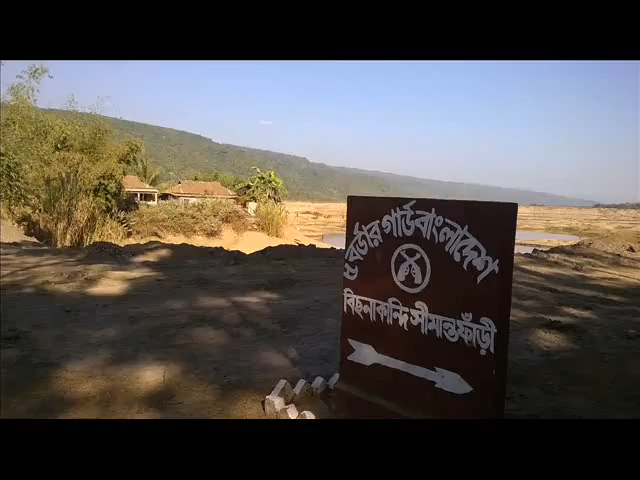 বর্ডার গার্ড বাংলাদেশ
বিছনাকান্দি সীমান্ত ফাঁড়ী